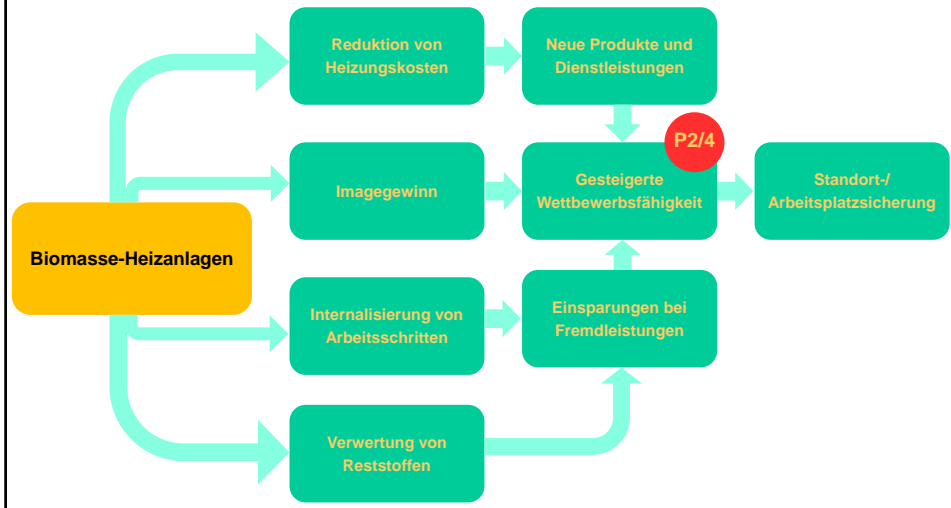 Reduktion von
Heizungskosten
Neue Produkte und
Dienstleistungen
P2/4
Imagegewinn
Gesteigerte
Wettbewerbsfähigkeit
Standort-/
Arbeitsplatzsicherung
Biomasse-Heizanlagen
Internalisierung von
Arbeitsschritten
Einsparungen bei
Fremdleistungen
Verwertung von
Reststoffen